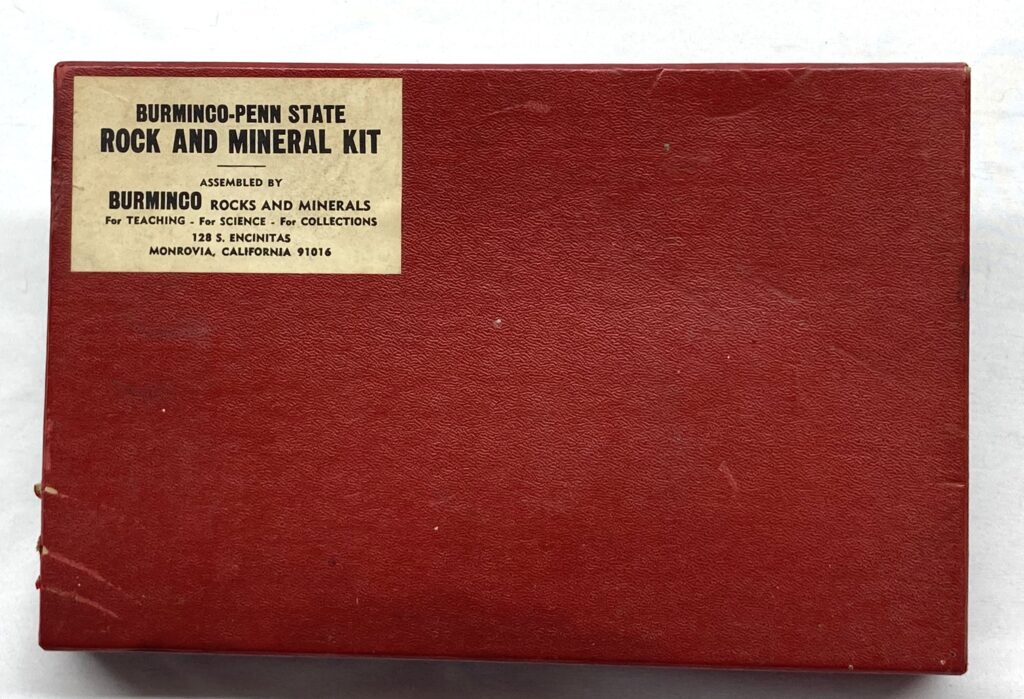 BURMINCO-PENN STATE
ROCK AND MINERAL KIT
ASSEMBLED BY
BURMINCO ROCKS AND MINERALS
For TEACHING - For SCIENCE - For COLLECTIONS
128 S. ENCINITAS
MONROVIA, CALIFORNIA 91016